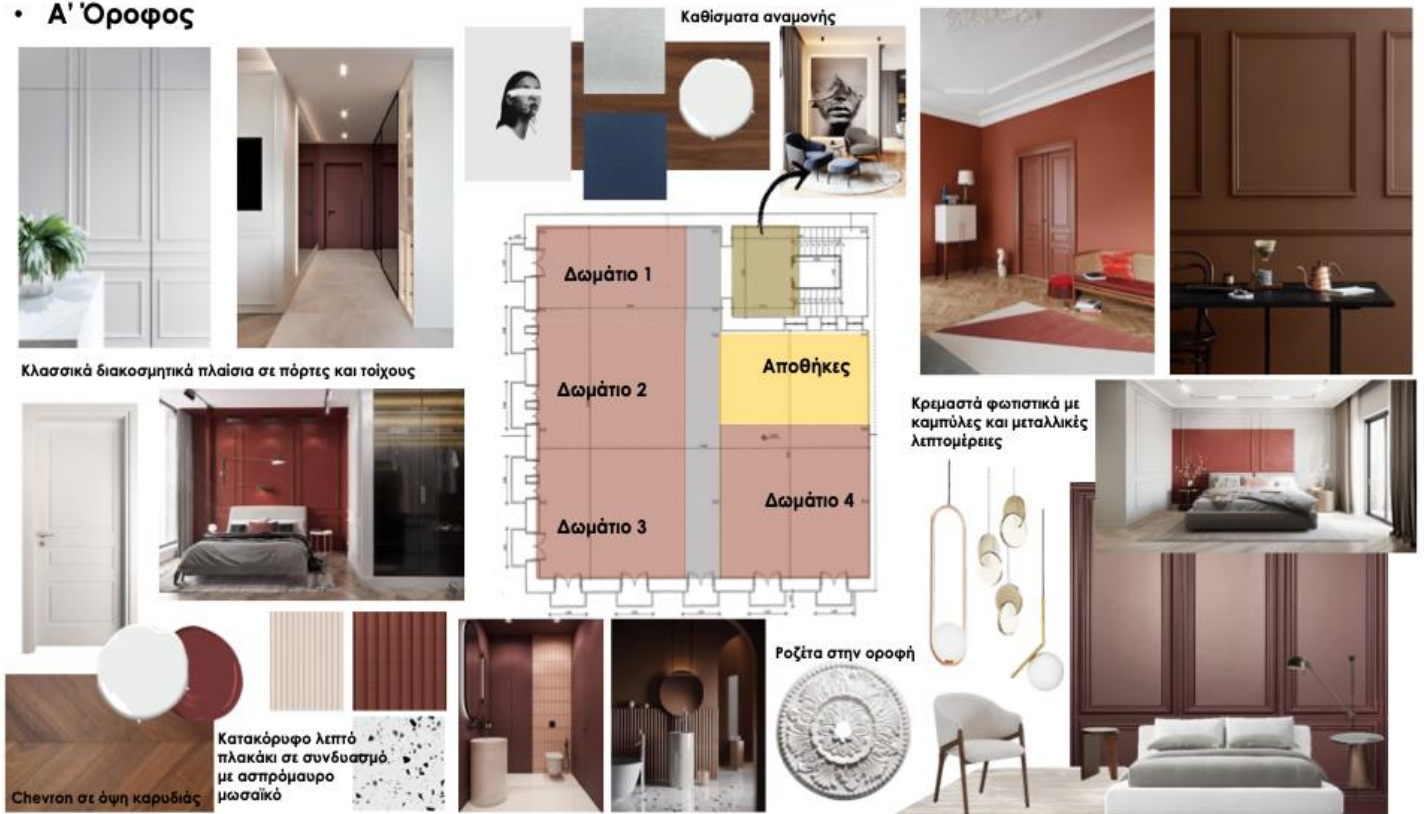 • Α' Όροφος
Καθίσματα αναμονής
Δωμάτιο 1
Αποθήκες
Δωμάτιο 2
Κλασσικά διακοσμητικά πλαίσια σε πόρτες και τοίχους
Κρεμαστά φωτιστικά με
καμπύλες και μεταλλικές
λεπτομέρειες
Δωμάτιο 4
Δωμάτιο 3
Ροζέτα στην οροφή
Κατακόρυφο λεπτό
πλακάκι σε συνδυασμό
με ασπρόμαυρο
μωσαϊκό
Chevron σε όψη καρυδιάς